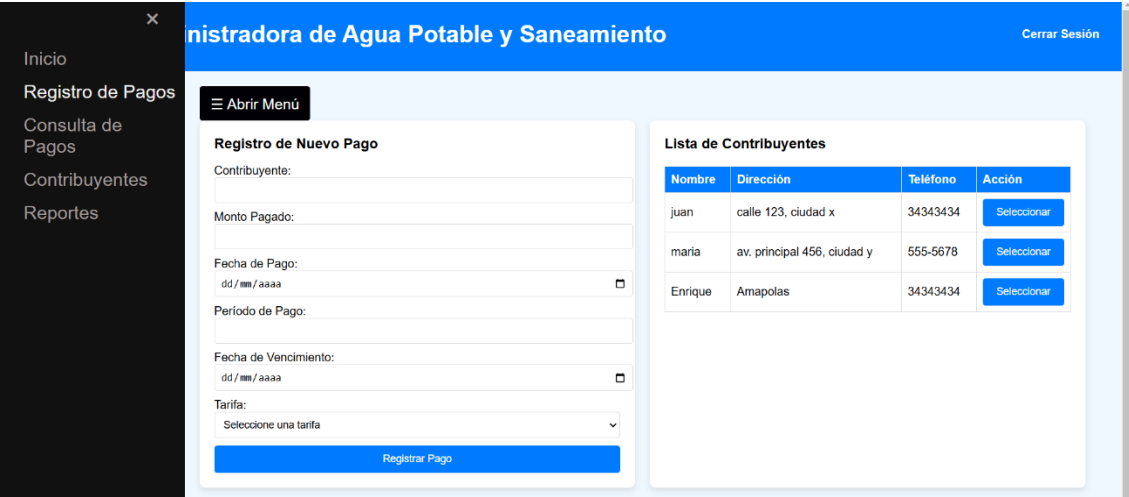 ×
Inicio
Registro de Pagos
Consulta de
Pagos
Contribuyentes
Reportes
inistradora de Agua Potable y Saneamiento
Cerrar Sesión
☰ Abrir Menú
Registro de Nuevo Pago
Contribuyente:
Monto Pagado:
Fecha de Pago:
dd/mm/aaaa
Período de Pago:
Fecha de Vencimiento:
dd/mm/aaaa
Tarifa:
Seleccione una tarifa
Registrar Pago
Lista de Contribuyentes
Nombre Dirección Teléfono Acción
juan calle 123, ciudad x 34343434 Seleccionar
maria av. principal 456, ciudad y 555-5678 Seleccionar
Enrique Amapolas 34343434 Seleccionar